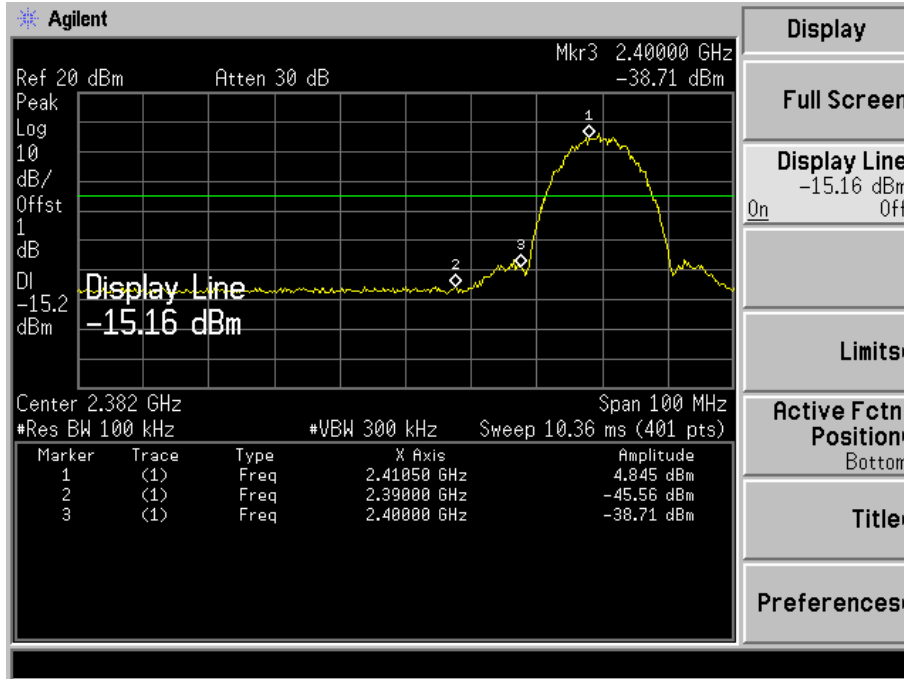 Agilent
Mkr3 2.40000 GHz
Ref 20 dBm Atten 30 dB -38.71 dBm
Peak
Log
10
dB/
Offst
1
dB
DI
-15.2
dBm
1
2
3
Display Line
-15.16 dBm
Center 2.382 GHz Span 100 MHz
#Res BW 100 kHz #VBW 300 kHz Sweep 10.36 ms (401 pts)
Marker Trace Type X Axis Amplitude
1 (1) Freq 2.41050 GHz 4.845 dBm
2 (1) Freq 2.39000 GHz -45.56 dBm
3 (1) Freq 2.40000 GHz -38.71 dBm
Display
Full Screen
Display Line
-15.16 dBm
On Off
Limits
Active Fctn
Position
Bottom
Title
Preferences